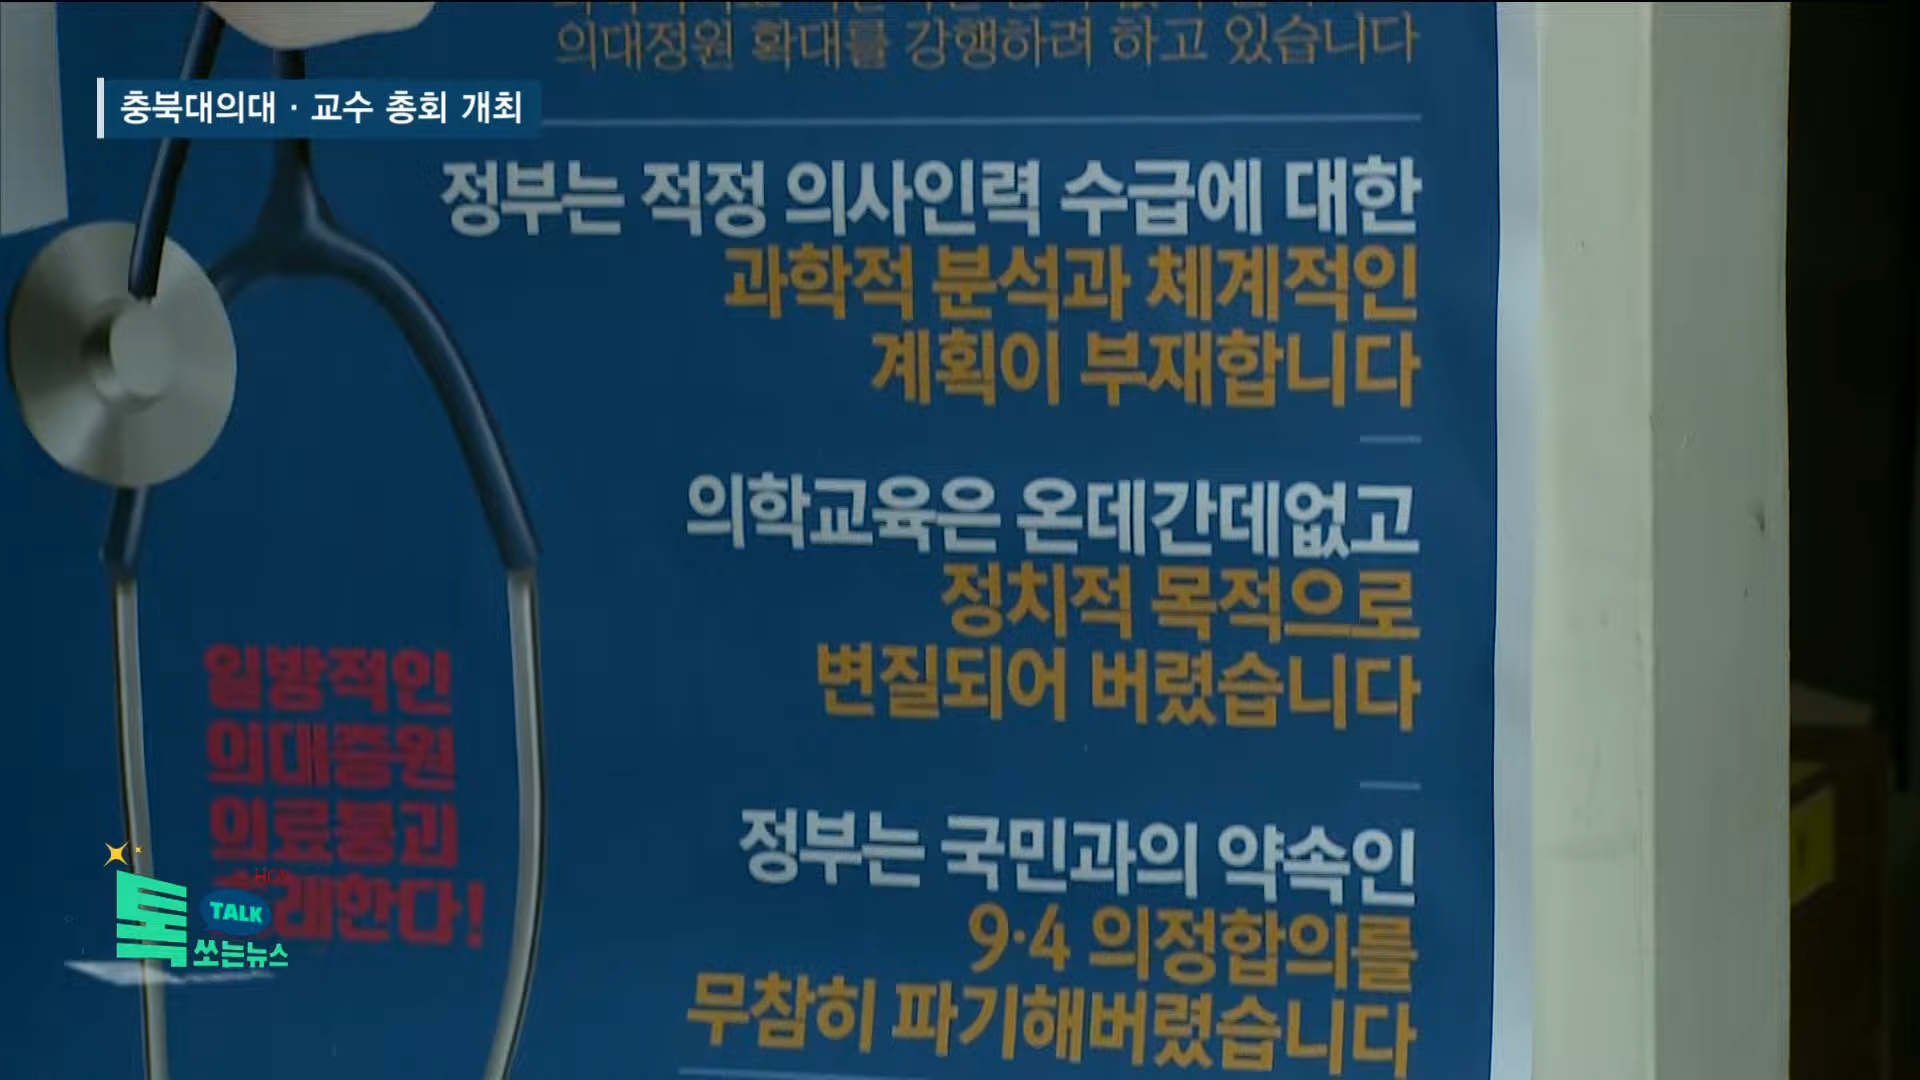 의대정원 확대를 강행하려 하고 있습니다
충북대의대 · 교수 총회 개최
정부는 적정 의사인력 수급에 대한
과학적 분석과 체계적인
계획이 부재합니다
의학교육은 온데간데없고
정치적 목적으로
변질되어 버렸습니다
정부는 국민과의 약속인
9·4 의정합의를
무참히 파기해버렸습니다
일방적인
의대증원
의료붕괴
톡 TALK
쏘는뉴스